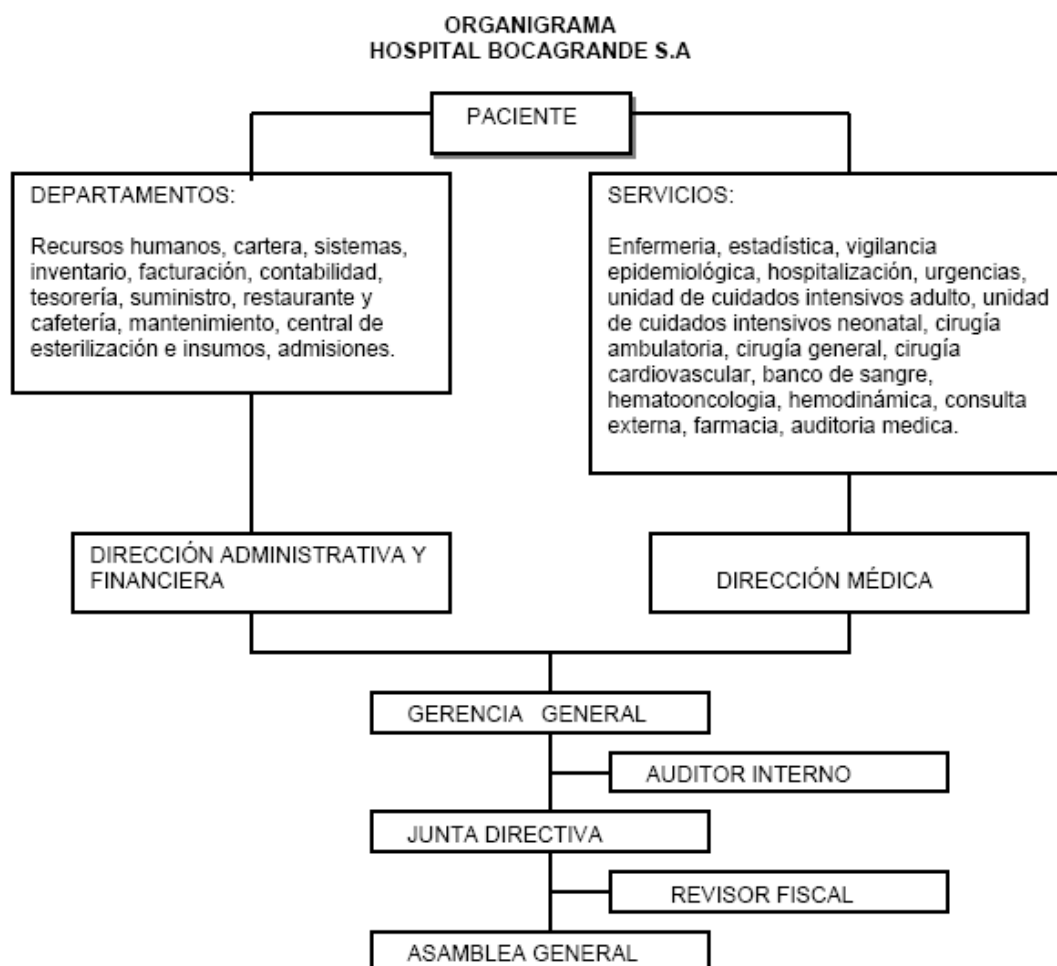 ORGANIGRAMA
HOSPITAL BOCAGRANDE S.A
PACIENTE
DEPARTAMENTOS:
Recursos humanos, cartera, sistemas,
inventario, facturación, contabilidad,
tesorería, suministro, restaurante y
cafetería, mantenimiento, central de
esterilización e insumos, admisiones.
SERVICIOS:
Enfermeria, estadística, vigilancia
epidemiológica, hospitalización, urgencias,
unidad de cuidados intensivos adulto, unidad
de cuidados intensivos neonatal, cirugía
ambulatoria, cirugía general, cirugía
cardiovascular, banco de sangre,
hematooncologia, hemodinámica, consulta
externa, farmacia, auditoria medica.
DIRECCIÓN ADMINISTRATIVA Y
FINANCIERA
DIRECCIÓN MÉDICA
GERENCIA GENERAL
AUDITOR INTERNO
JUNTA DIRECTIVA
REVISOR FISCAL
ASAMBLEA GENERAL